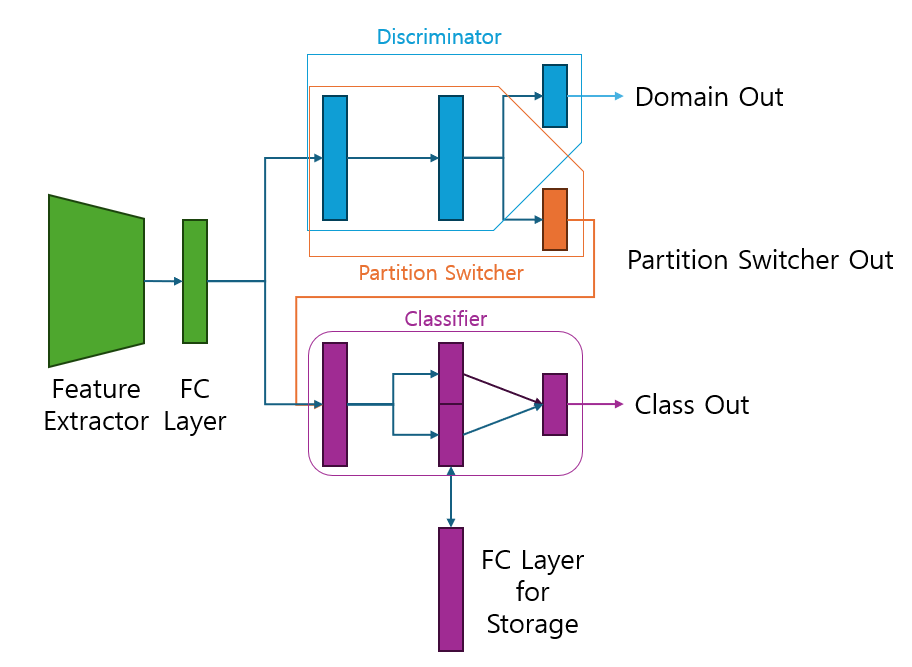 Discriminator
Domain Out
Partition Switcher
Partition Switcher Out
Classifier
Feature
Extractor
FC
Layer
Class Out
FC Layer
for
Storage